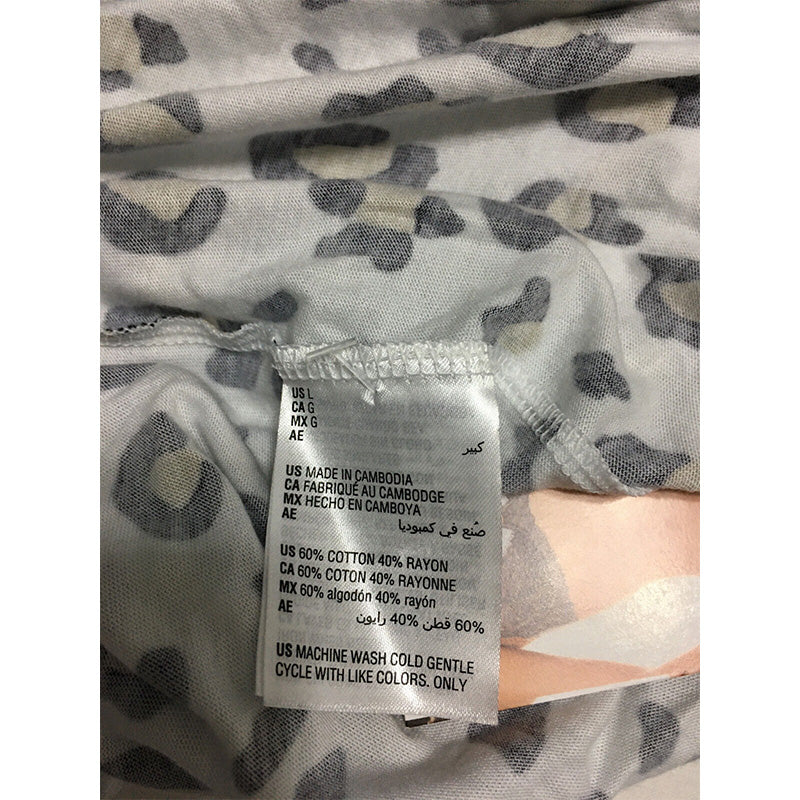 US L
CA G
MX G
AE
كبير
US MADE IN CAMBODIA
CA FABRIQUÉ AU CAMBODGE
MX HECHO EN CAMBOYA
AE
صُنع في كمبوديا
US 60% COTTON 40% RAYON
CA 60% COTON 40% RAYONNE
MX 60% algodón 40% rayón
AE
60% قطن 40% رايون
US MACHINE WASH COLD GENTLE
CYCLE WITH LIKE COLORS. ONLY